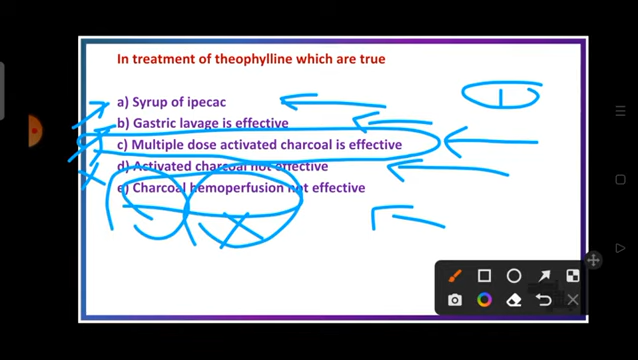 In treatment of theophylline which are true
a) Syrup of ipecac
b) Gastric lavage is effective
c) Multiple dose activated charcoal is effective
d) Activated charcoal not effective
e) Charcoal hemoperfusion not effective